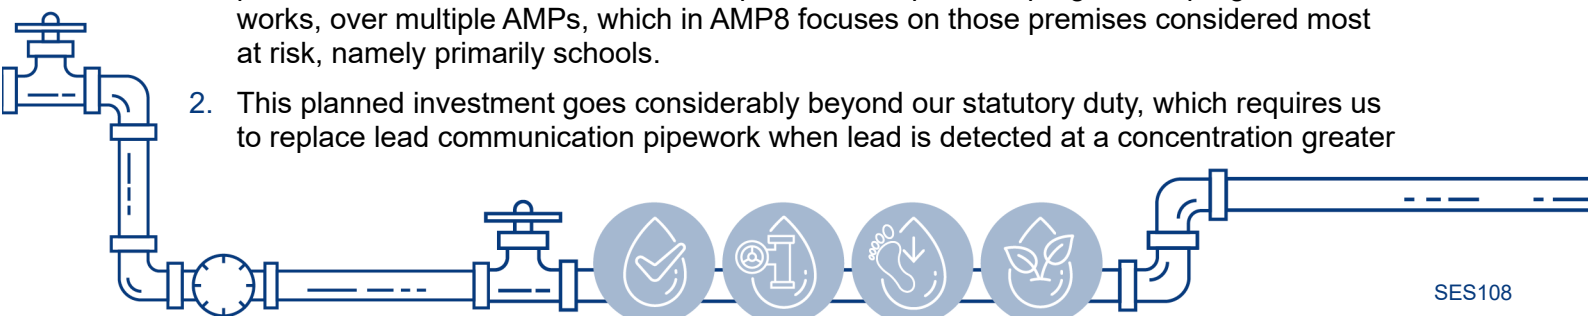 works, over multiple AMPs, which in AMP8 focuses on those premises considered most
at risk, namely primarily schools.
2. This planned investment goes considerably beyond our statutory duty, which requires us
to replace lead communication pipework when lead is detected at a concentration greater
SES108